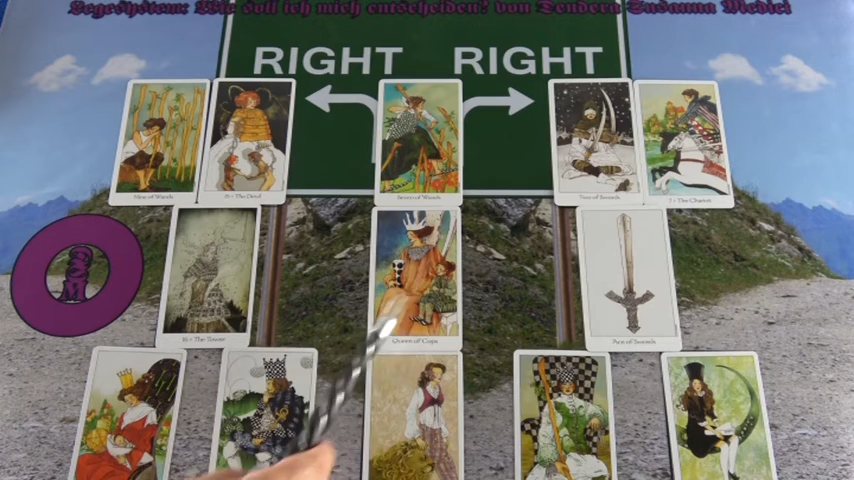 Legesystem: Wie soll ich mich entscheiden? von Dendera Susanna Medici
RIGHT RIGHT
Nine of Wands
15 • The Devil
Seven of Wands
Two of Swords
7 • The Chariot
16 • The Tower
Queen of Cups
Ace of Swords